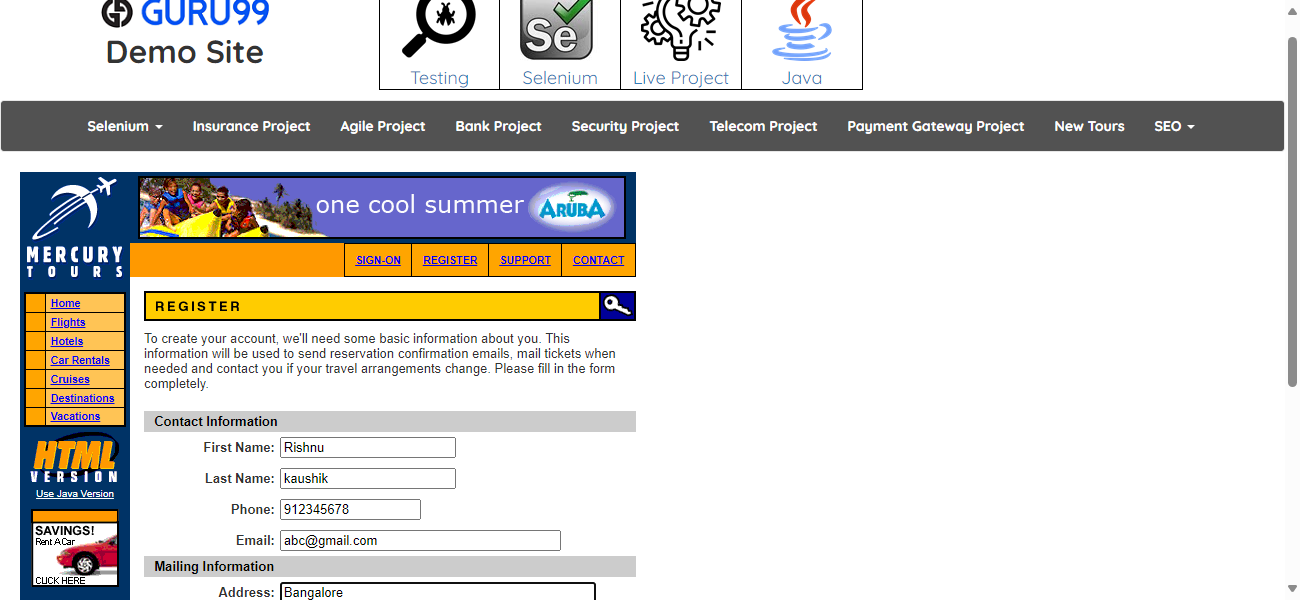 GURU99
Demo Site
Se
Testing
Selenium
Live Project
Java
Selenium
Insurance Project
Agile Project
Bank Project
Security Project
Telecom Project
Payment Gateway Project
New Tours
SEO
one cool summer
ARUBA
MERCURY
TOURS
SIGN-ON
REGISTER
SUPPORT
CONTACT
Home
Flights
Hotels
Car Rentals
Cruises
Destinations
Vacations
HTML
VERSION
Use Java Version
SAVINGS!
Rent A Car
CLICK HERE
REGISTER
To create your account, we'll need some basic information about you. This
information will be used to send reservation confirmation emails, mail tickets when
needed and contact you if your travel arrangements change. Please fill in the form
completely.
Contact Information
First Name: Rishnu
Last Name: kaushik
Phone: 912345678
Email: abc@gmail.com
Mailing Information
Address: Bangalore